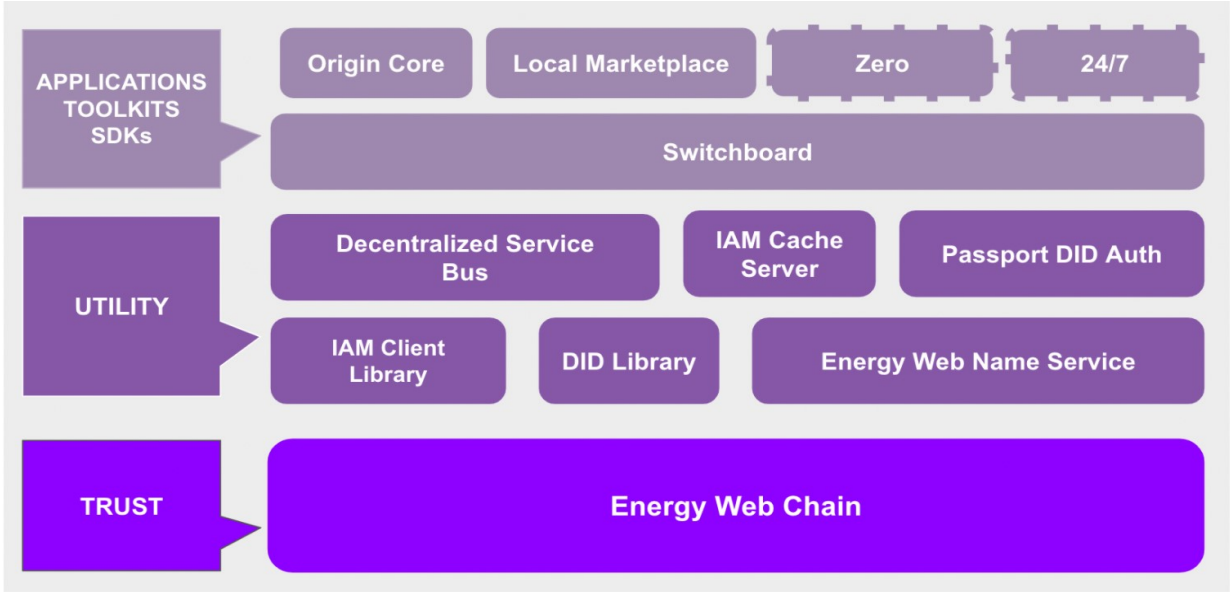 APPLICATIONS
TOOLKITS
SDKs
Origin Core
Local Marketplace
Zero
24/7
Switchboard
UTILITY
Decentralized Service
Bus
IAM Cache
Server
Passport DID Auth
IAM Client
Library
DID Library
Energy Web Name Service
TRUST
Energy Web Chain